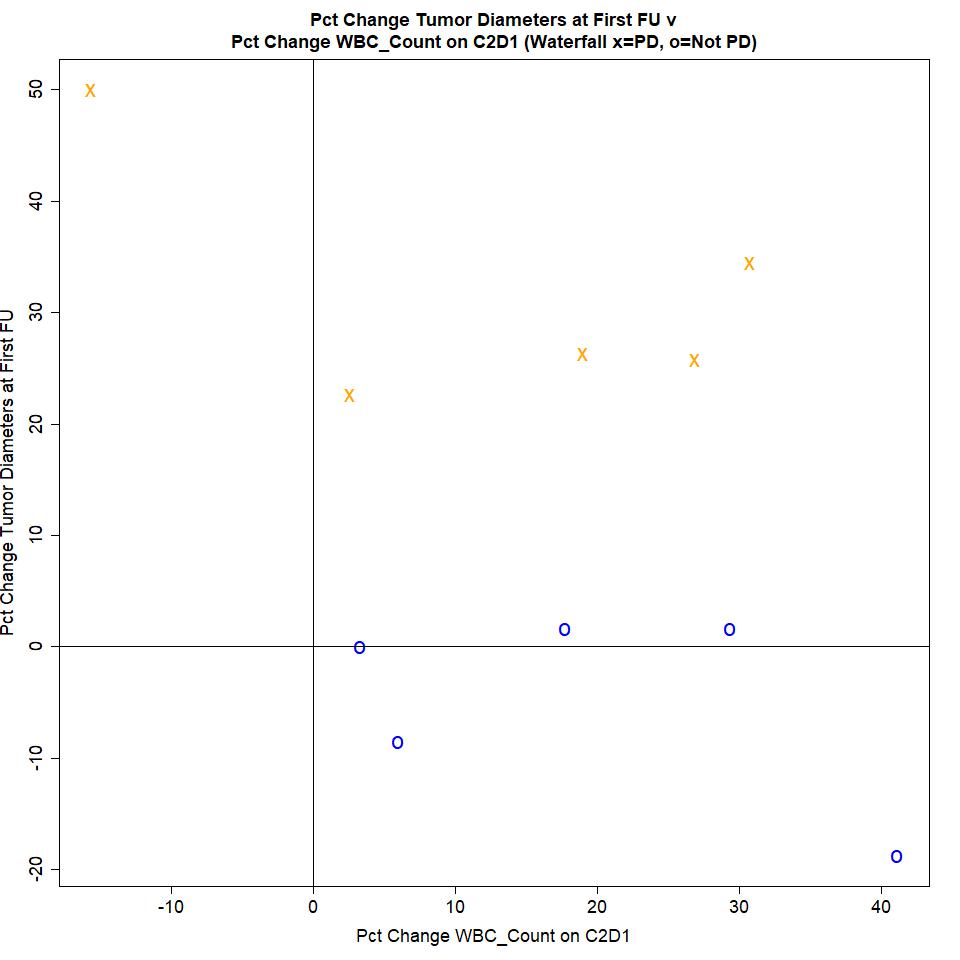 Pct Change Tumor Diameters at First FU v
Pct Change WBC_Count on C2D1 (Waterfall x=PD, o=Not PD)
Pct Change Tumor Diameters at First FU
50
40
30
20
10
0
-10
-20
x
x
x
x
x
o
o
o
o
o
-10
0
10
20
30
40
Pct Change WBC_Count on C2D1